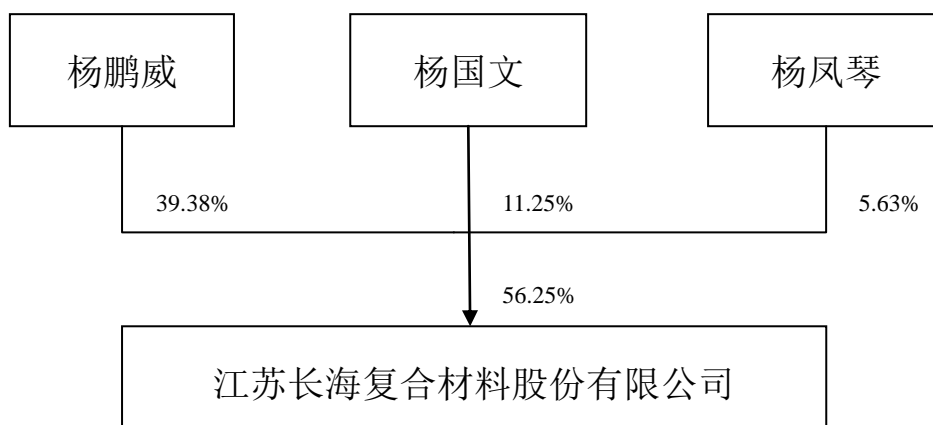 杨鹏威
杨国文
杨凤琴
39.38%
11.25%
5.63%
56.25%
江苏长海复合材料股份有限公司